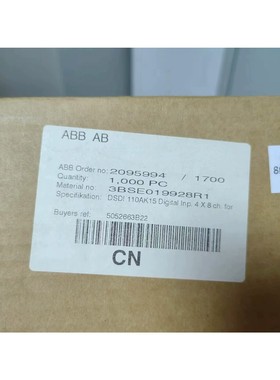 ABB AB
ABB Order no: 2095994 / 1700
Quantity: 1,000 PC
Material no: 3BSE019928R1
Specifikation: DSDI 110AK15 Digital Inp. 4 X 8 ch. for
Buyers ref. 5052663B22
CN